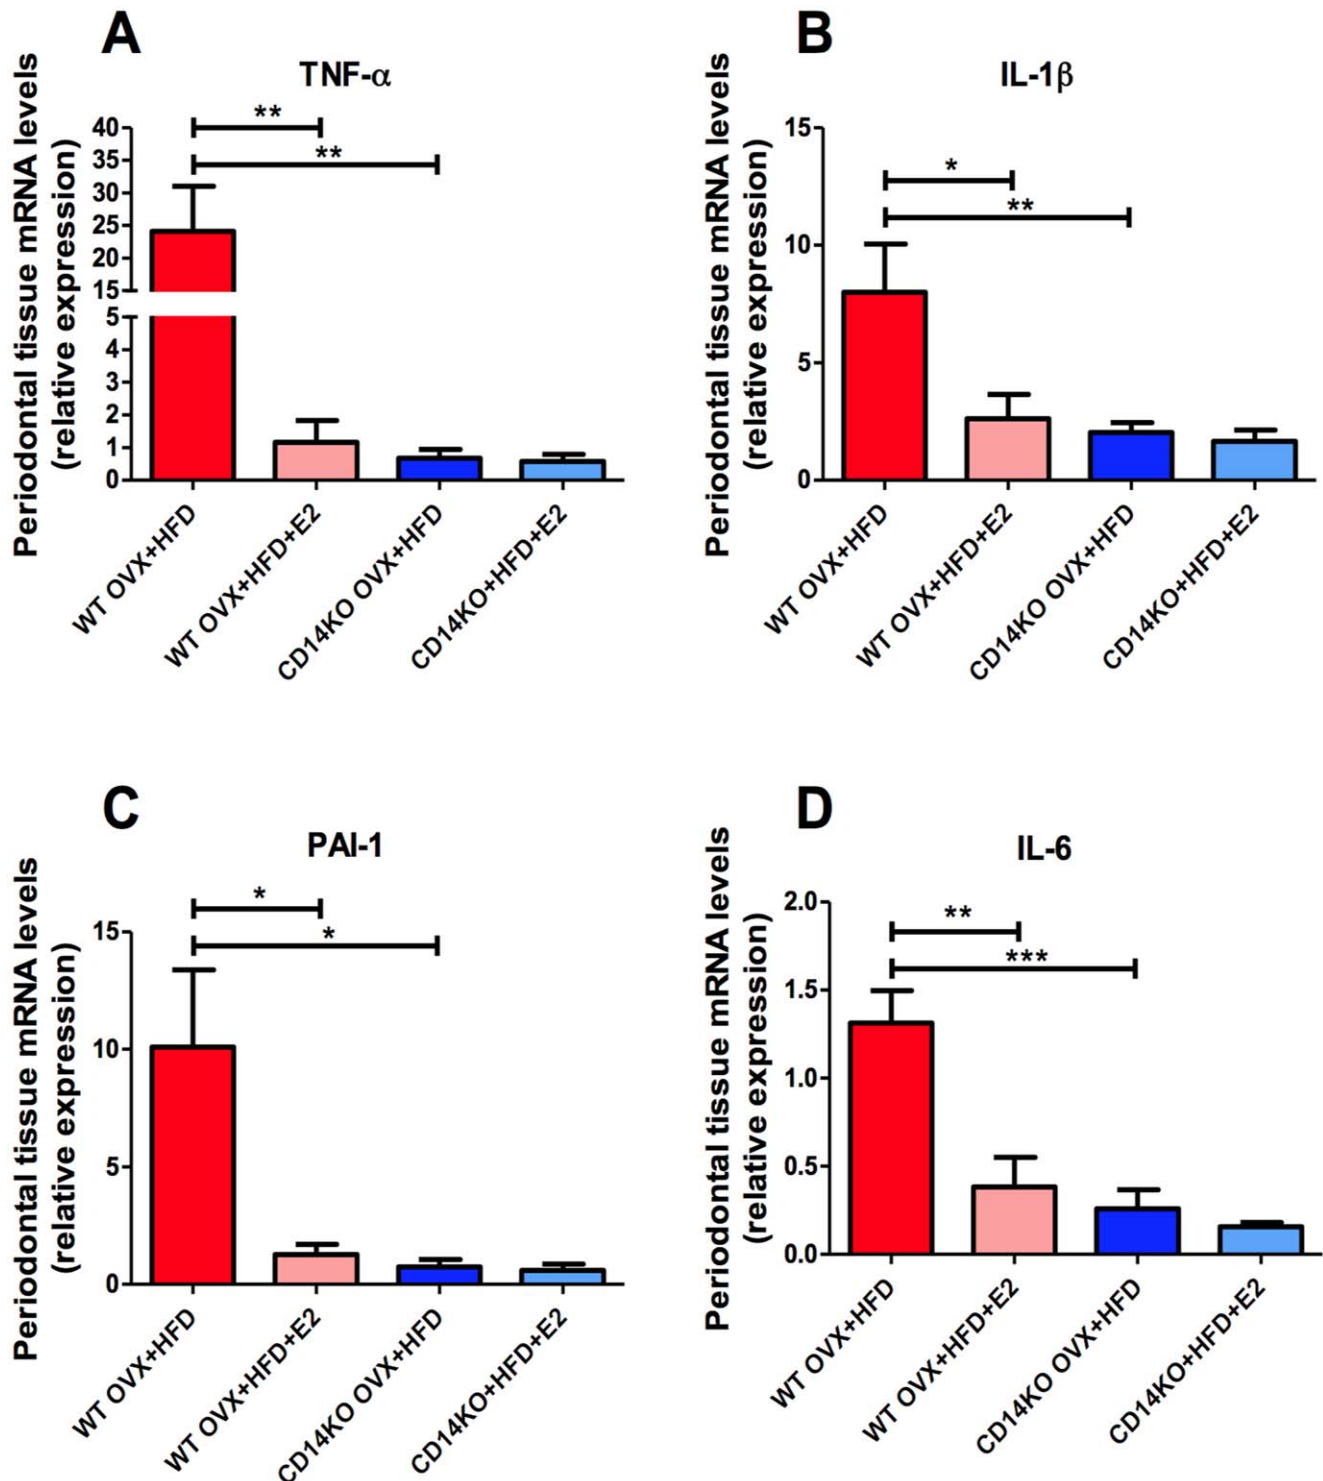 A
TNF-α
Periodontal tissue mRNA levels
(relative expression)
40
35
30
25
20
15
5
4
3
2
1
0
**
**
WT OVX+HFD
WT OVX+HFD+E2
CD14KO OVX+HFD
CD14KO+HFD+E2
B
IL-1β
Periodontal tissue mRNA levels
(relative expression)
15
10
5
0
*
**
WT OVX+HFD
WT OVX+HFD+E2
CD14KO OVX+HFD
CD14KO+HFD+E2
C
PAI-1
Periodontal tissue mRNA levels
(relative expression)
15
10
5
0
*
*
WT OVX+HFD
WT OVX+HFD+E2
CD14KO OVX+HFD
CD14KO+HFD+E2
D
IL-6
Periodontal tissue mRNA levels
(relative expression)
2.0
1.5
1.0
0.5
0.0
**
***
WT OVX+HFD
WT OVX+HFD+E2
CD14KO OVX+HFD
CD14KO+HFD+E2